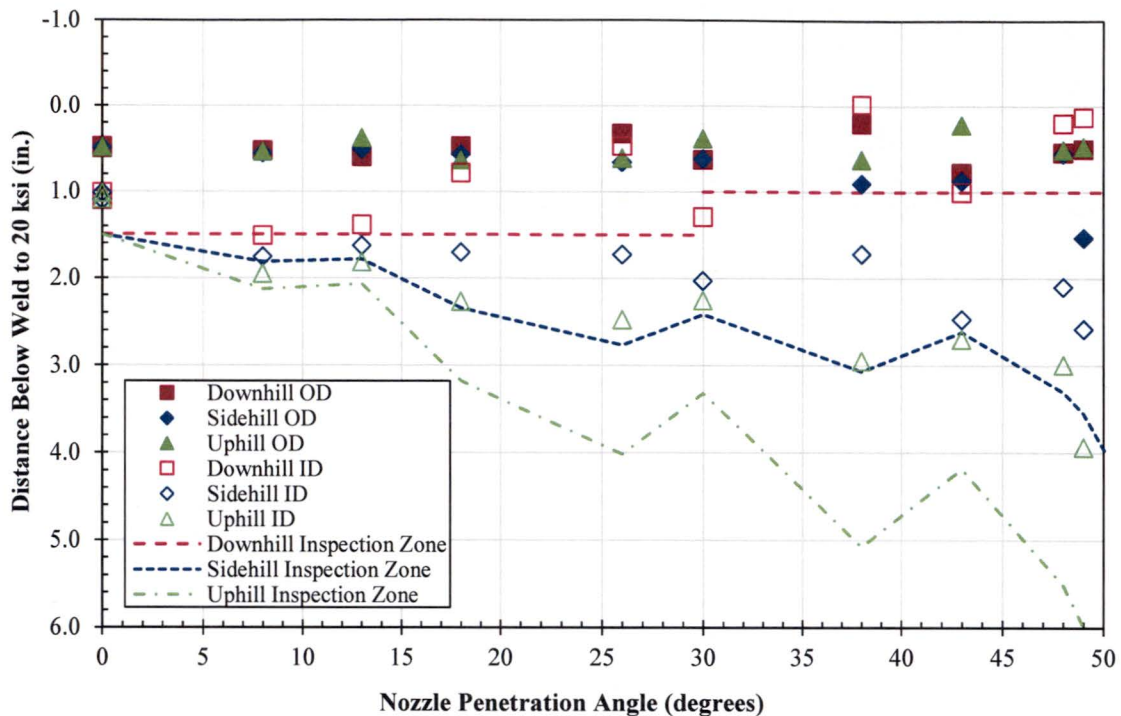 -1.0
0.0
1.0
2.0
3.0
4.0
5.0
6.0
Distance Below Weld to 20 ksi (in.)
Downhill OD
Sidehill OD
Uphill OD
Downhill ID
Sidehill ID
Uphill ID
Downhill Inspection Zone
Sidehill Inspection Zone
Uphill Inspection Zone
0 5 10 15 20 25 30 35 40 45 50
Nozzle Penetration Angle (degrees)